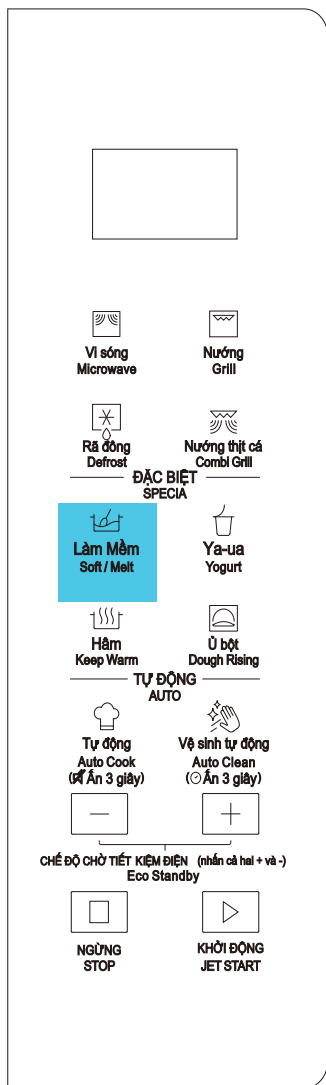 Vi sóng
Microwave
Nướng
Grill
Rã đông
Defrost
Nướng thịt cá
Combi Grill
ĐẶC BIỆT
SPECIA
Làm Mềm
Soft / Melt
Ya-ua
Yogurt
Hâm
Keep Warm
Ủ bột
Dough Rising
TỰ ĐỘNG
AUTO
Tự động
Auto Cook
(Ấn 3 giây)
Vệ sinh tự động
Auto Clean
(Ấn 3 giây)
CHẾ ĐỘ CHỜ TIẾT KIỆM ĐIỆN (nhấn cả hai + và -)
Eco Standby
NGỪNG
STOP
KHỞI ĐỘNG
JET START